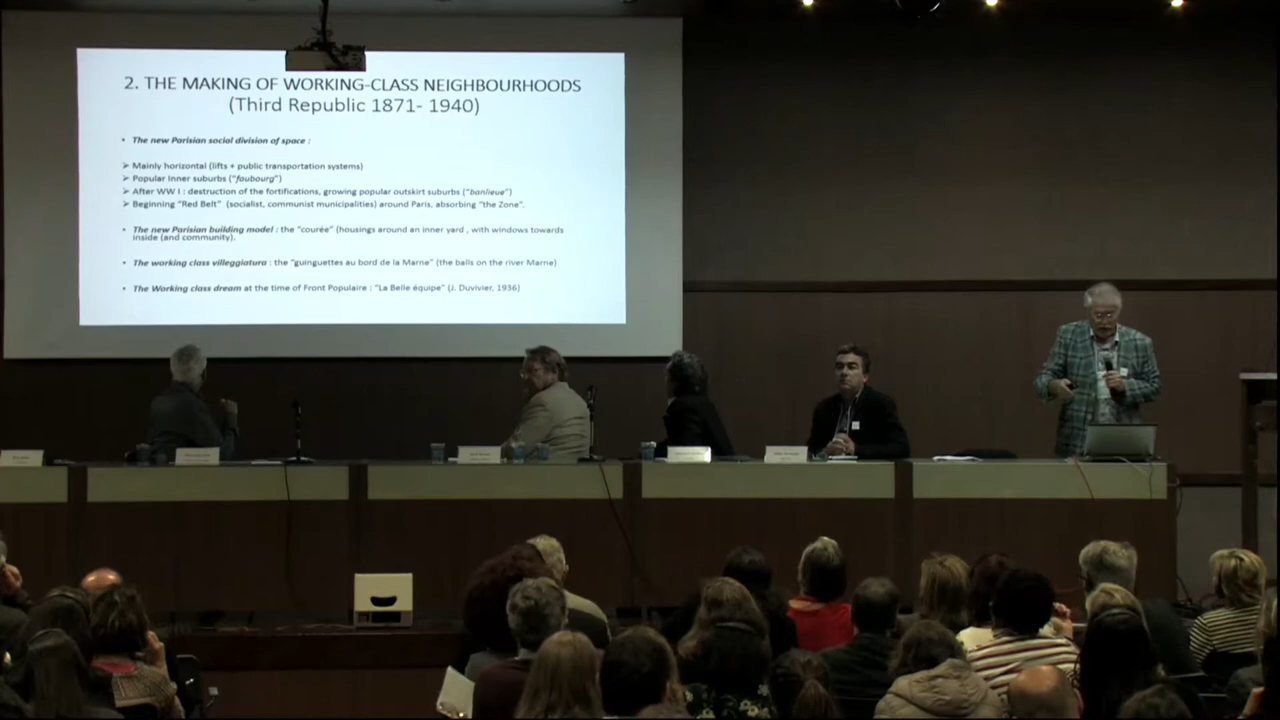 2. THE MAKING OF WORKING-CLASS NEIGHBOURHOODS
(Third Republic 1871- 1940)
• The new Parisian social division of space :
➢ Mainly horizontal (lifts + public transportation systems)
➢ Popular Inner suburbs ("faubourg")
➢ After WW I : destruction of the fortifications, growing popular outskirt suburbs ("banlieue")
➢ Beginning "Red Belt" (socialist, communist municipalities) around Paris, absorbing "the Zone".
• The new Parisian building model : the "courée" (housings around an inner yard , with windows towards
inside (and community).
• The working class villeggiatura : the "guinguettes au bord de la Marne" (the balls on the river Marne)
• The Working class dream at the time of Front Populaire : "La Belle équipe" (J. Duvivier, 1936)